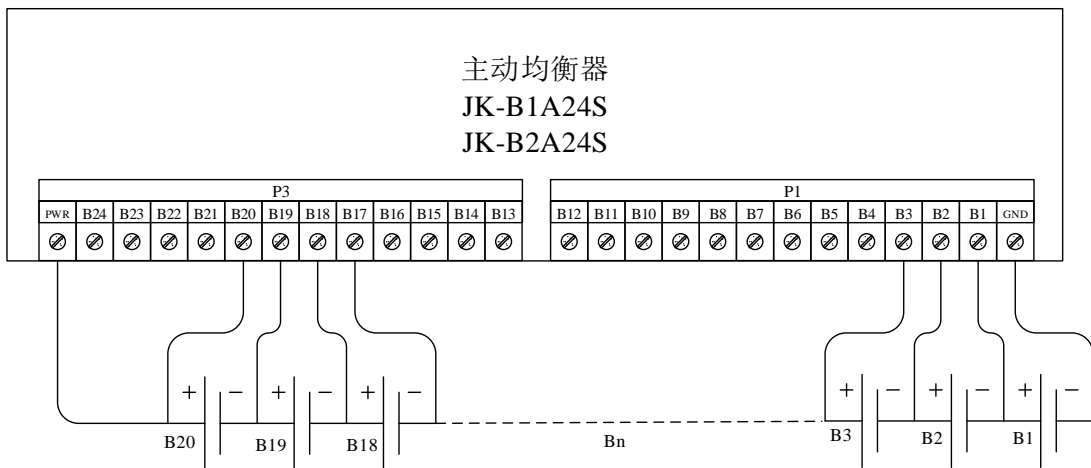 主动均衡器
JK-B1A24S
JK-B2A24S
P3 P1
PWR B24 B23 B22 B21 B20 B19 B18 B17 B16 B15 B14 B13 B12 B11 B10 B9 B8 B7 B6 B5 B4 B3 B2 B1 GND
+ − + − + − + − + − + −
B20 B19 B18 Bn B3 B2 B1